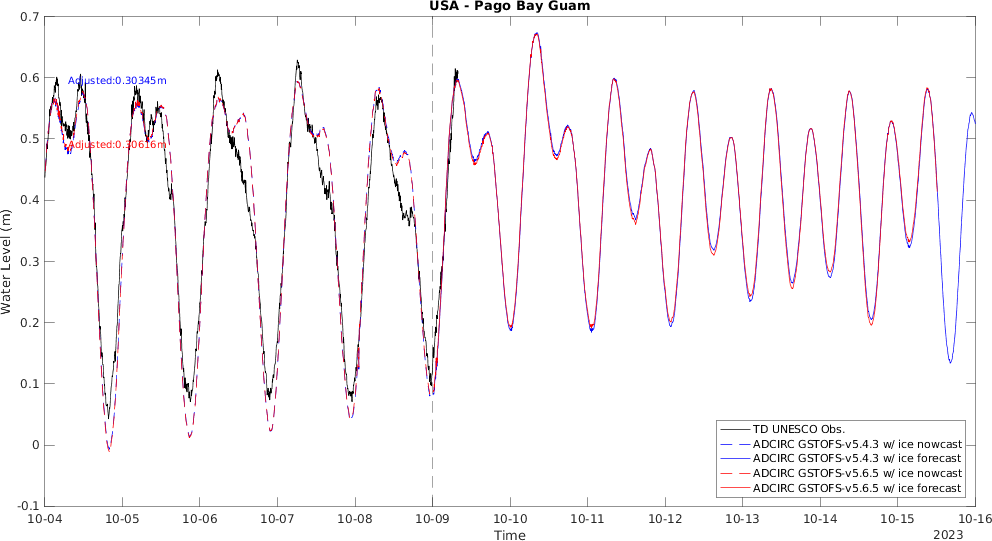 USA - Pago Bay Guam
0.7
0.6
0.5
0.4
0.3
0.2
0.1
0
-0.1
Water Level (m)
Adjusted:0.30345m
Adjusted:0.30616m
TD UNESCO Obs.
ADCIRC GSTOFS-v5.4.3 w/ ice nowcast
ADCIRC GSTOFS-v5.4.3 w/ ice forecast
ADCIRC GSTOFS-v5.6.5 w/ ice nowcast
ADCIRC GSTOFS-v5.6.5 w/ ice forecast
10-04 10-05 10-06 10-07 10-08 10-09 10-10 10-11 10-12 10-13 10-14 10-15 10-16
Time
2023